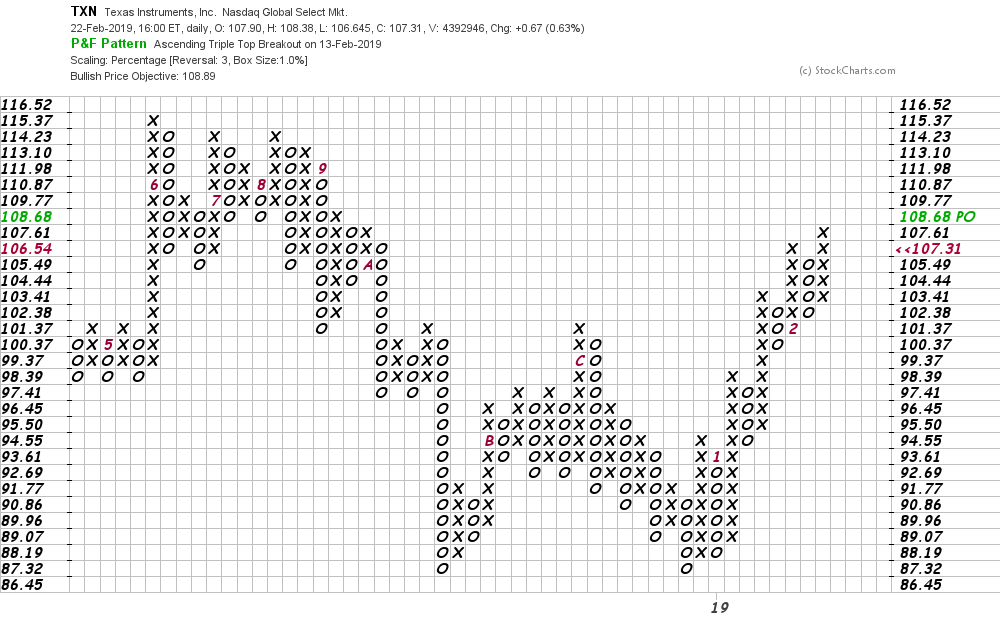 TXN Texas Instruments, Inc. Nasdaq Global Select Mkt.
22-Feb-2019, 16:00 ET, daily, O: 107.90, H: 108.38, L: 106.645, C: 107.31, V: 4392946, Chg: +0.67 (0.63%)
P&F Pattern Ascending Triple Top Breakout on 13-Feb-2019
Scaling: Percentage [Reversal: 3, Box Size:1.0%]
Bullish Price Objective: 108.89
(c) StockCharts.com
116.52 116.52
115.37 115.37
114.23 114.23
113.10 113.10
111.98 9 111.98
110.87 6 8 110.87
109.77 7 109.77
108.68 108.68 PO
107.61 107.61
106.54 <<107.31
105.49 A 105.49
104.44 104.44
103.41 103.41
102.38 102.38
101.37 2 101.37
100.37 5 100.37
99.37 C 99.37
98.39 98.39
97.41 97.41
96.45 96.45
95.50 95.50
94.55 B 94.55
93.61 1 93.61
92.69 92.69
91.77 91.77
90.86 90.86
89.96 89.96
89.07 89.07
88.19 88.19
87.32 87.32
86.45 86.45
19